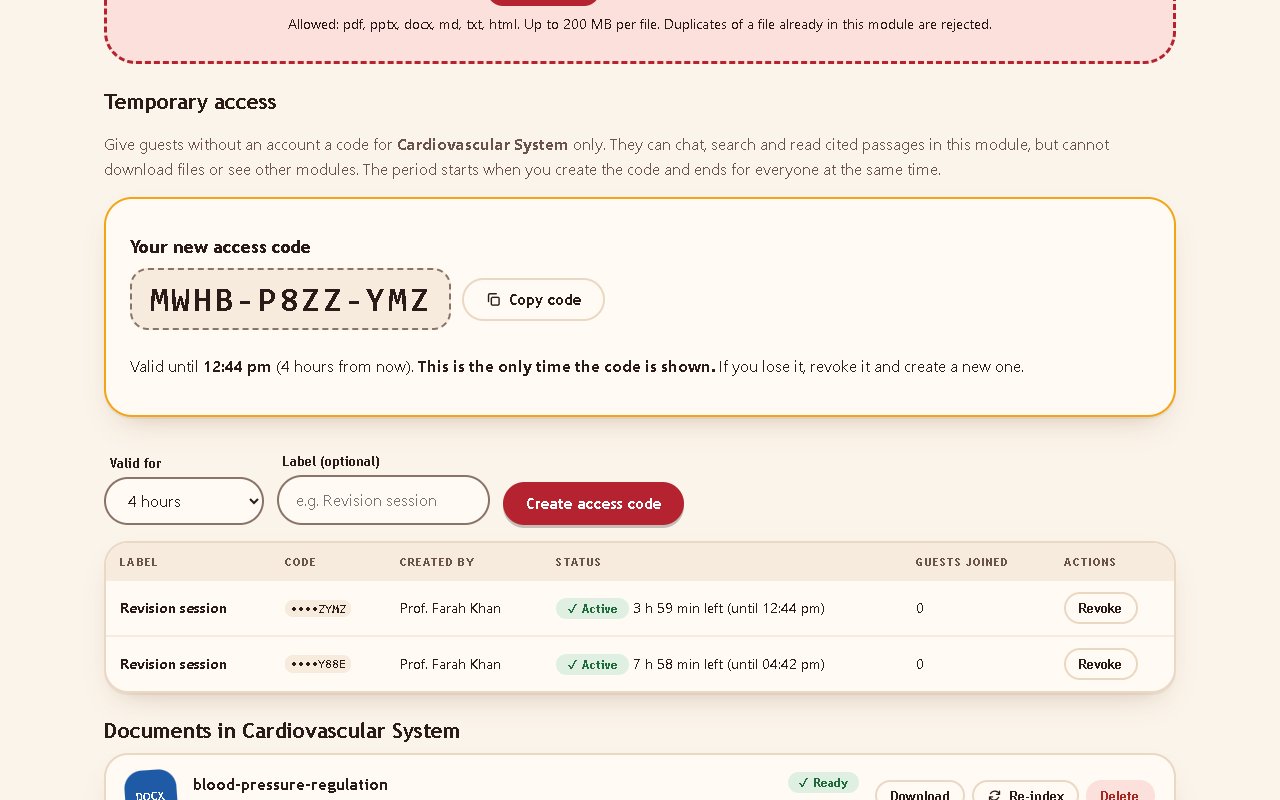 Allowed: pdf, pptx, docx, md, txt, html. Up to 200 MB per file. Duplicates of a file already in this module are rejected.
Temporary access
Give guests without an account a code for Cardiovascular System only. They can chat, search and read cited passages in this module, but cannot
download files or see other modules. The period starts when you create the code and ends for everyone at the same time.
Your new access code
MWHB-P8ZZ-YMZ
Copy code
Valid until 12:44 pm (4 hours from now). This is the only time the code is shown. If you lose it, revoke it and create a new one.
Valid for
Label (optional)
4 hours
e.g. Revision session
Create access code
LABEL CODE CREATED BY STATUS GUESTS JOINED ACTIONS
Revision session ••••ZYMZ Prof. Farah Khan ✓ Active 3 h 59 min left (until 12:44 pm) 0 Revoke
Revision session ••••Y88E Prof. Farah Khan ✓ Active 7 h 58 min left (until 04:42 pm) 0 Revoke
Documents in Cardiovascular System
DOCX blood-pressure-regulation ✓ Ready Download Re-index Delete